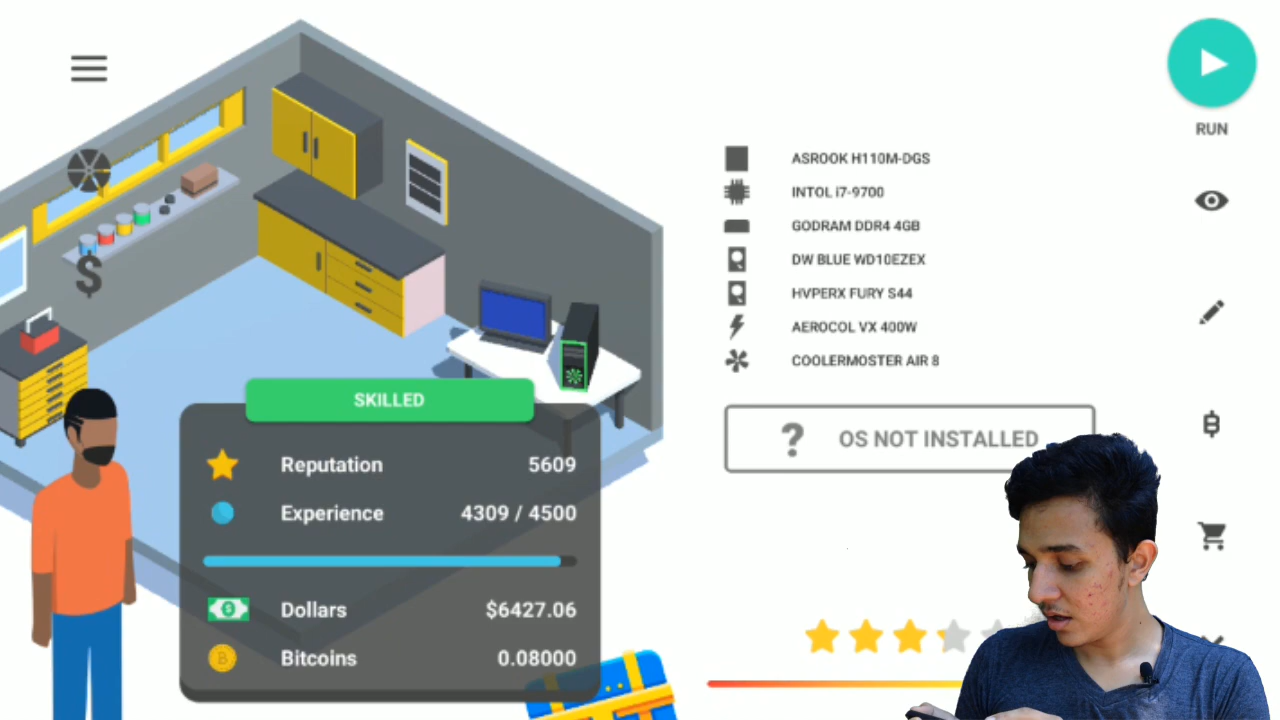 RUN
ASROOK H110M-DGS
INTOL i7-9700
GODRAM DDR4 4GB
DW BLUE WD10EZEX
HVPERX FURY S44
AEROCOL VX 400W
COOLERMOSTER AIR 8
? OS NOT INSTALLED
SKILLED
Reputation 5609
Experience 4309 / 4500
Dollars $6427.06
Bitcoins 0.08000